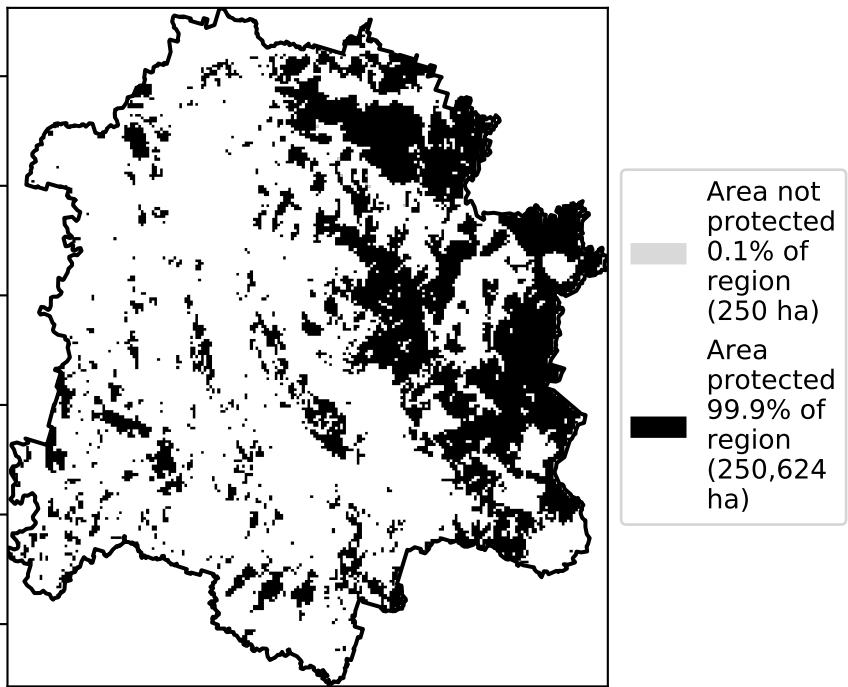 Area not
protected
0.1% of
region
(250 ha)
Area
protected
99.9% of
region
(250,624
ha)